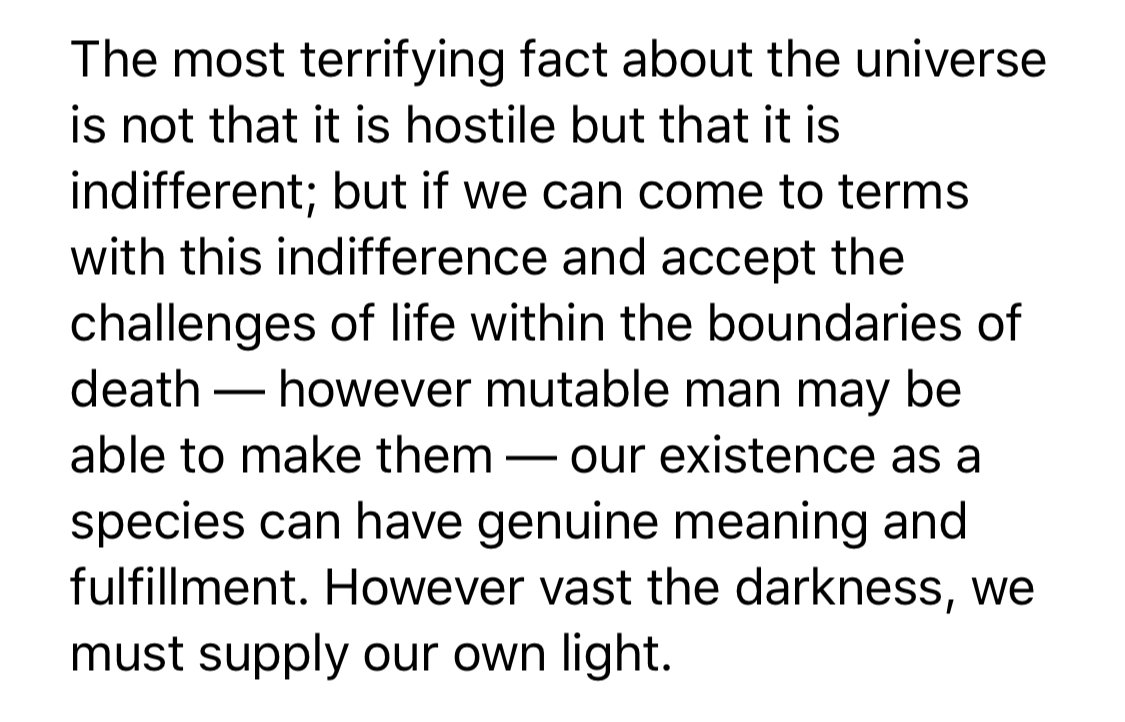 The most terrifying fact about the universe
is not that it is hostile but that it is
indifferent; but if we can come to terms
with this indifference and accept the
challenges of life within the boundaries of
death — however mutable man may be
able to make them — our existence as a
species can have genuine meaning and
fulfillment. However vast the darkness, we
must supply our own light.